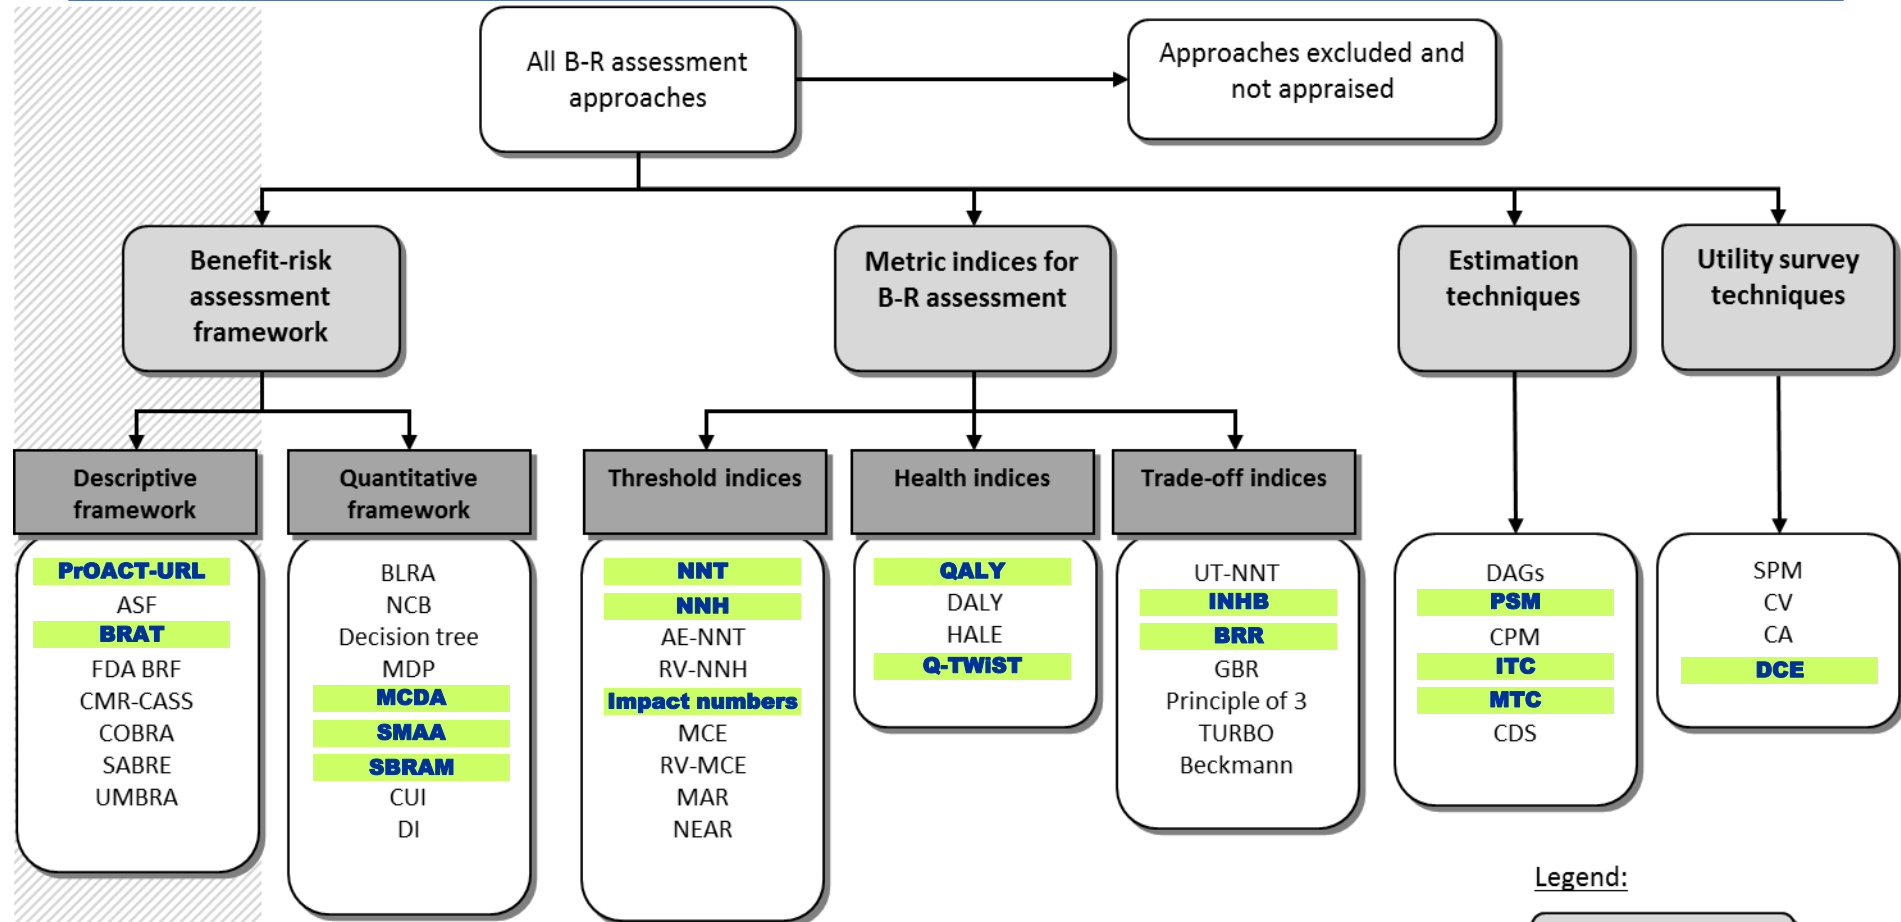 All B-R assessment
approaches
Approaches excluded and
not appraised
Benefit-risk
assessment
framework
Metric indices for
B-R assessment
Estimation
techniques
Utility survey
techniques
Descriptive
framework
Quantitative
framework
Threshold indices
Health indices
Trade-off indices
PrOACT-URL
ASF
BRAT
FDA BRF
CMR-CASS
COBRA
SABRE
UMBRA
BLRA
NCB
Decision tree
MDP
MCDA
SMAA
SBRAM
CUI
DI
NNT
NNH
AE-NNT
RV-NNH
Impact numbers
MCE
RV-MCE
MAR
NEAR
QALY
DALY
HALE
Q-TWiST
UT-NNT
INHB
BRR
GBR
Principle of 3
TURBO
Beckmann
DAGs
PSM
CPM
ITC
MTC
CDS
SPM
CV
CA
DCE
Legend: